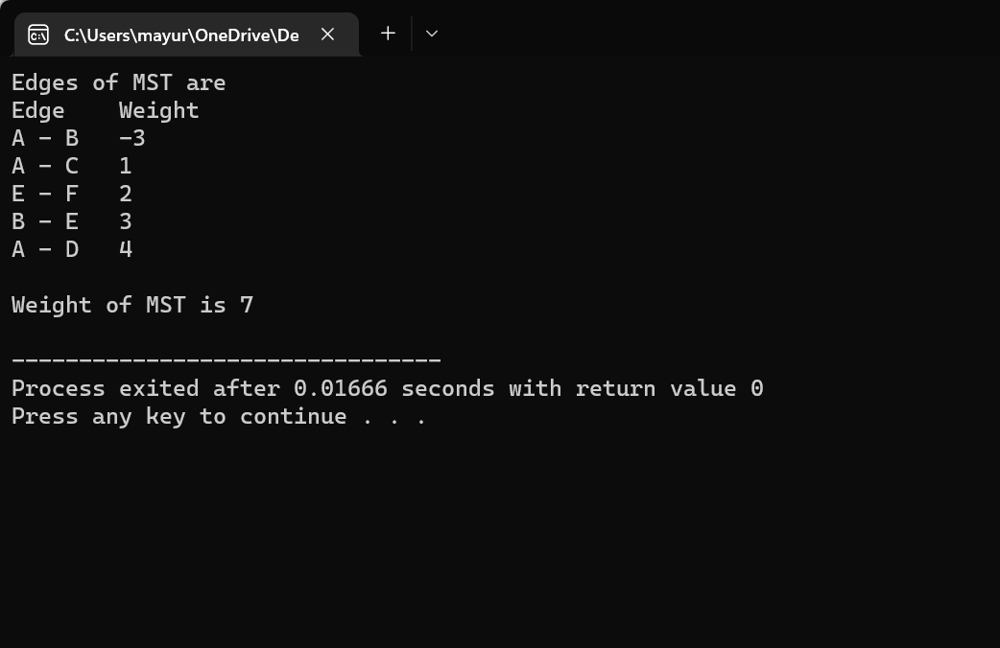 C:\Users\mayur\OneDrive\De
Edges of MST are
Edge    Weight
A - B   -3
A - C   1
E - F   2
B - E   3
A - D   4
Weight of MST is 7
--------------------------------
Process exited after 0.01666 seconds with return value 0
Press any key to continue . . .